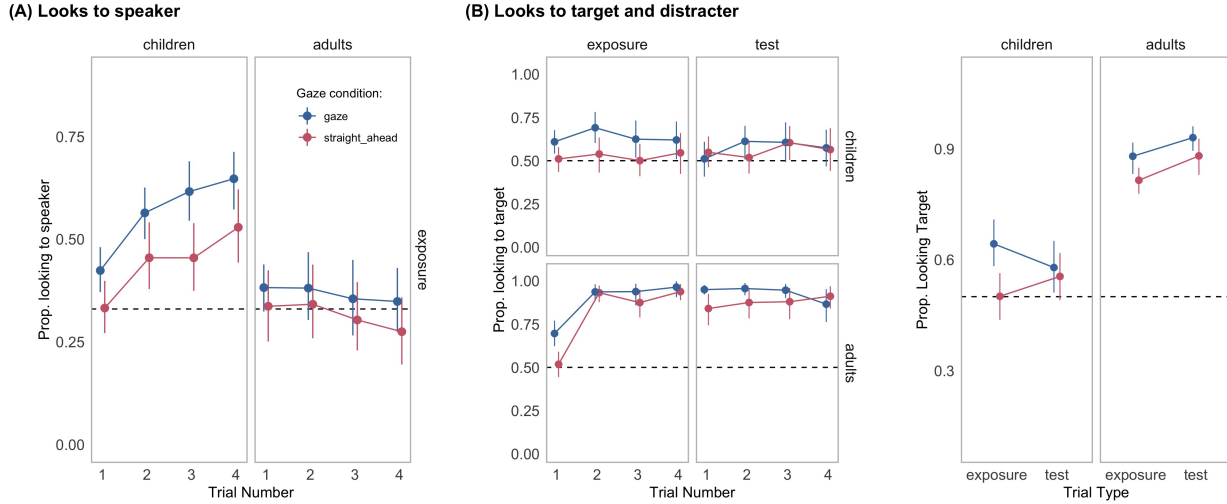 (A) Looks to speaker
children
adults
Gaze condition:
gaze
straight_ahead
Prop. looking to speaker
0.75
0.50
0.25
0.00
exposure
1 2 3 4
1 2 3 4
Trial Number
(B) Looks to target and distracter
exposure
test
Prop. looking to target
1.00
0.75
0.50
0.25
0.00
children
1.00
0.75
0.50
0.25
0.00
adults
1 2 3 4
1 2 3 4
Trial Number
children
adults
Prop. Looking Target
0.9
0.6
0.3
exposure test
exposure test
Trial Type